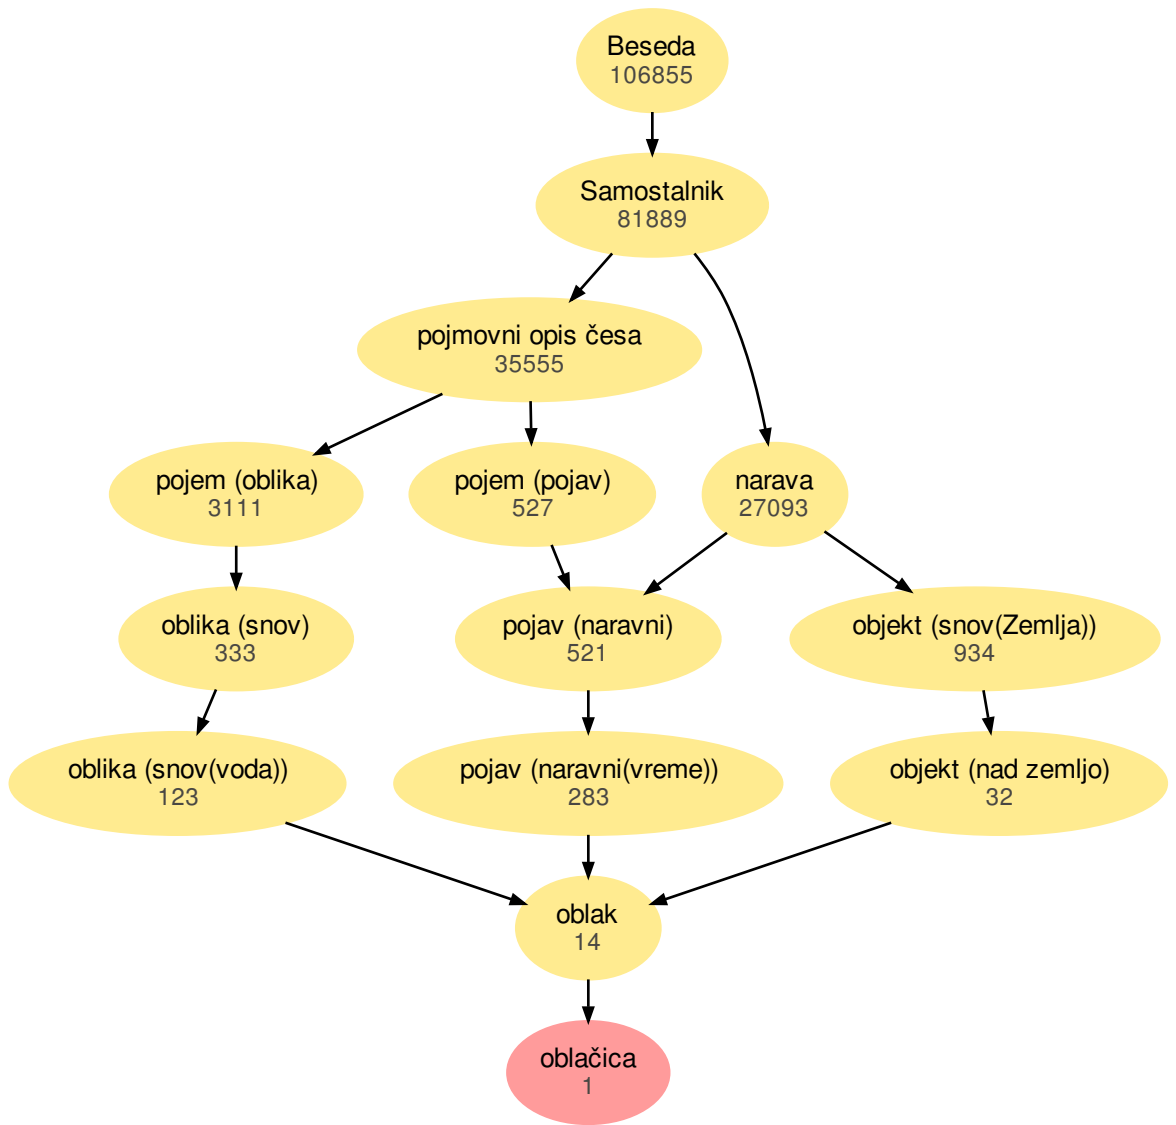 Beseda
106855
Samostalnik
81889
pojmovni opis česa
35555
pojem (oblika)
3111
pojem (pojav)
527
narava
27093
oblika (snov)
333
pojav (naravni)
521
objekt (snov(Zemlja))
934
oblika (snov(voda))
123
pojav (naravni(vreme))
283
objekt (nad zemljo)
32
oblak
14
oblačica
1